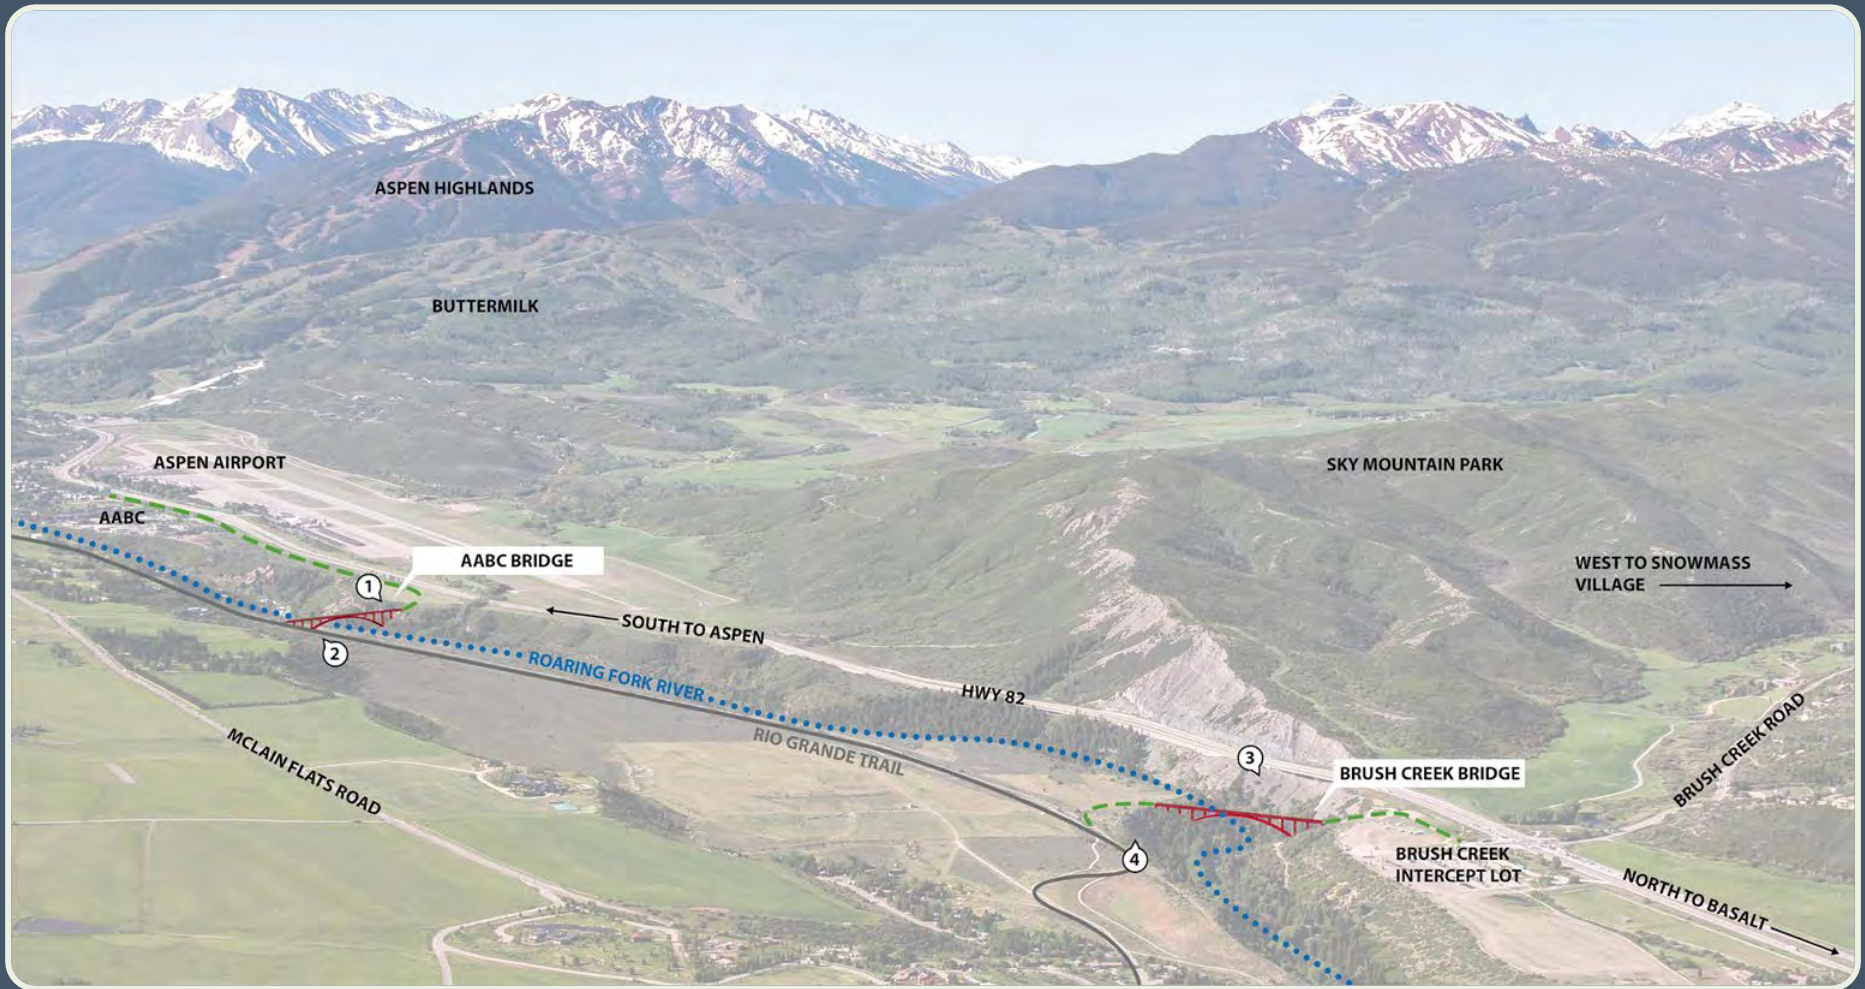 ASPEN HIGHLANDS
BUTTERMILK
ASPEN AIRPORT
SKY MOUNTAIN PARK
AABC
AABC BRIDGE
WEST TO SNOWMASS
VILLAGE
1
SOUTH TO ASPEN
2
ROARING FORK RIVER
HWY 82
RIO GRANDE TRAIL
MCLAIN FLATS ROAD
3
BRUSH CREEK BRIDGE
BRUSH CREEK ROAD
4
BRUSH CREEK
INTERCEPT LOT
NORTH TO BASALT